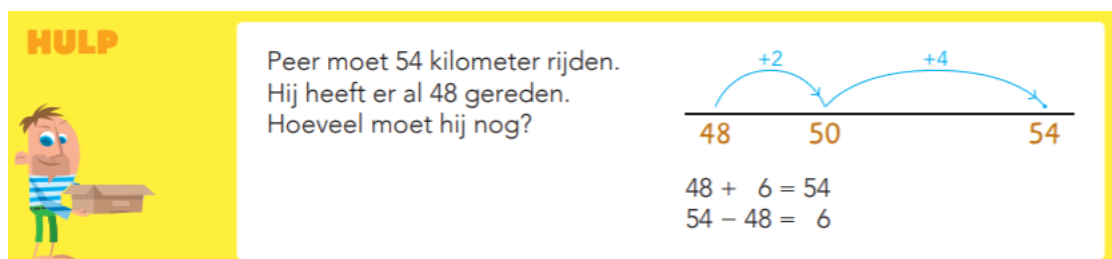 HULP
Peer moet 54 kilometer rijden.
Hij heeft er al 48 gereden.
Hoeveel moet hij nog?
+2 +4
48 50 54
48 + 6 = 54
54 – 48 = 6